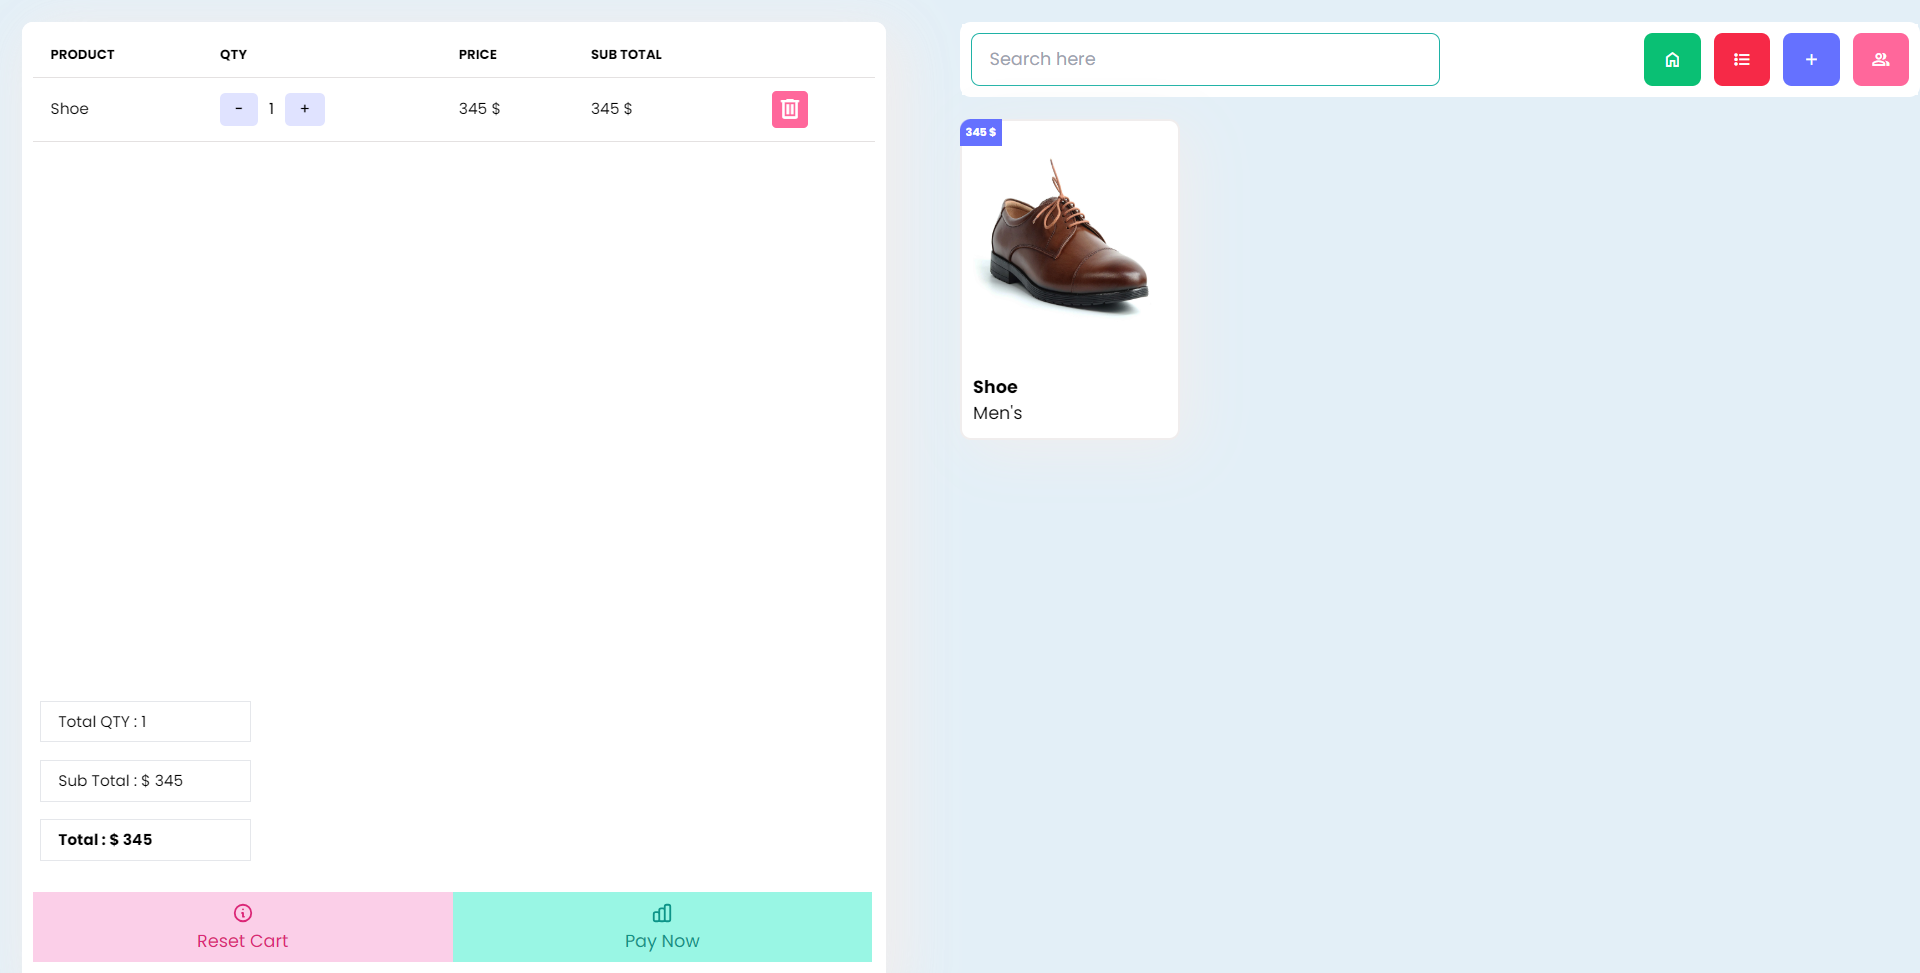 PRODUCT QTY PRICE SUB TOTAL
Shoe - 1 + 345 $ 345 $
Total QTY : 1
Sub Total : $ 345
Total : $ 345
Reset Cart
Pay Now
Search here
+
345 $
Shoe
Men's